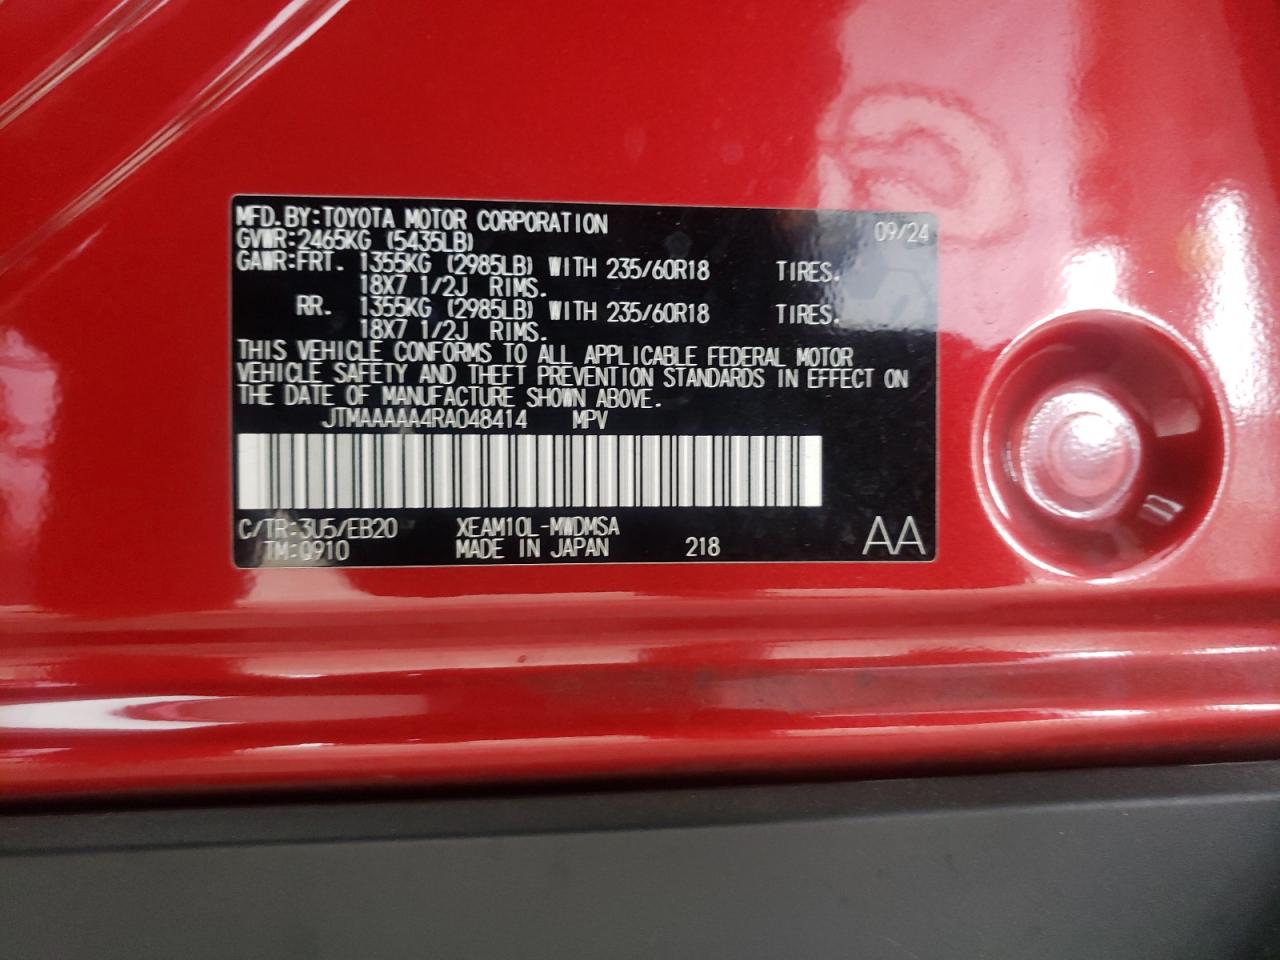 MFD.BY:TOYOTA MOTOR CORPORATION 09/24
GVWR:2465KG (5435LB)
GAWR:FRT. 1355KG (2985LB) WITH 235/60R18 TIRES.
18X7 1/2J RIMS.
RR. 1355KG (2985LB) WITH 235/60R18 TIRES.
18X7 1/2J RIMS.
THIS VEHICLE CONFORMS TO ALL APPLICABLE FEDERAL MOTOR
VEHICLE SAFETY AND THEFT PREVENTION STANDARDS IN EFFECT ON
THE DATE OF MANUFACTURE SHOWN ABOVE.
JTMAAAAA4RA048414 MPV
C/TR:3U5/EB20 XEAM10L-MWDMSA
TM:Q910 MADE IN JAPAN 218 AA